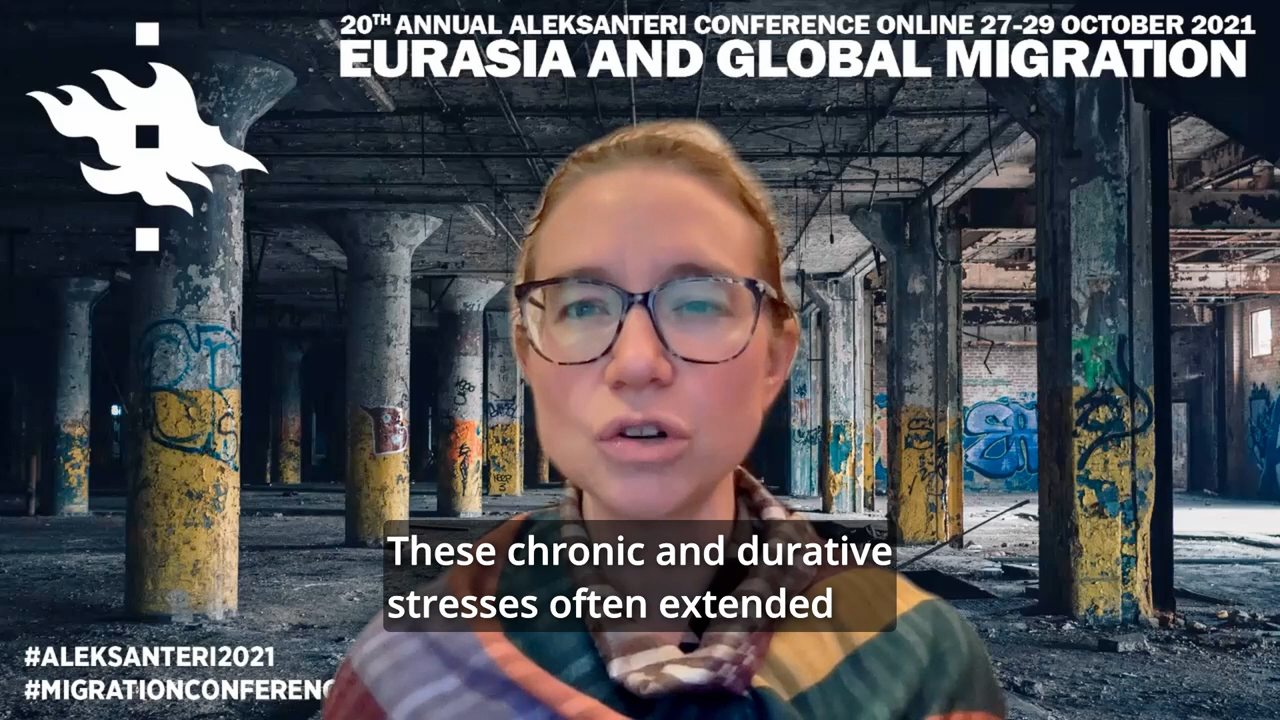 20TH ANNUAL ALEKSANTERI CONFERENCE ONLINE 27-29 OCTOBER 2021
EURASIA AND GLOBAL MIGRATION
These chronic and durative
stresses often extended
#ALEKSANTERI2021
#MIGRATIONCONFERENC